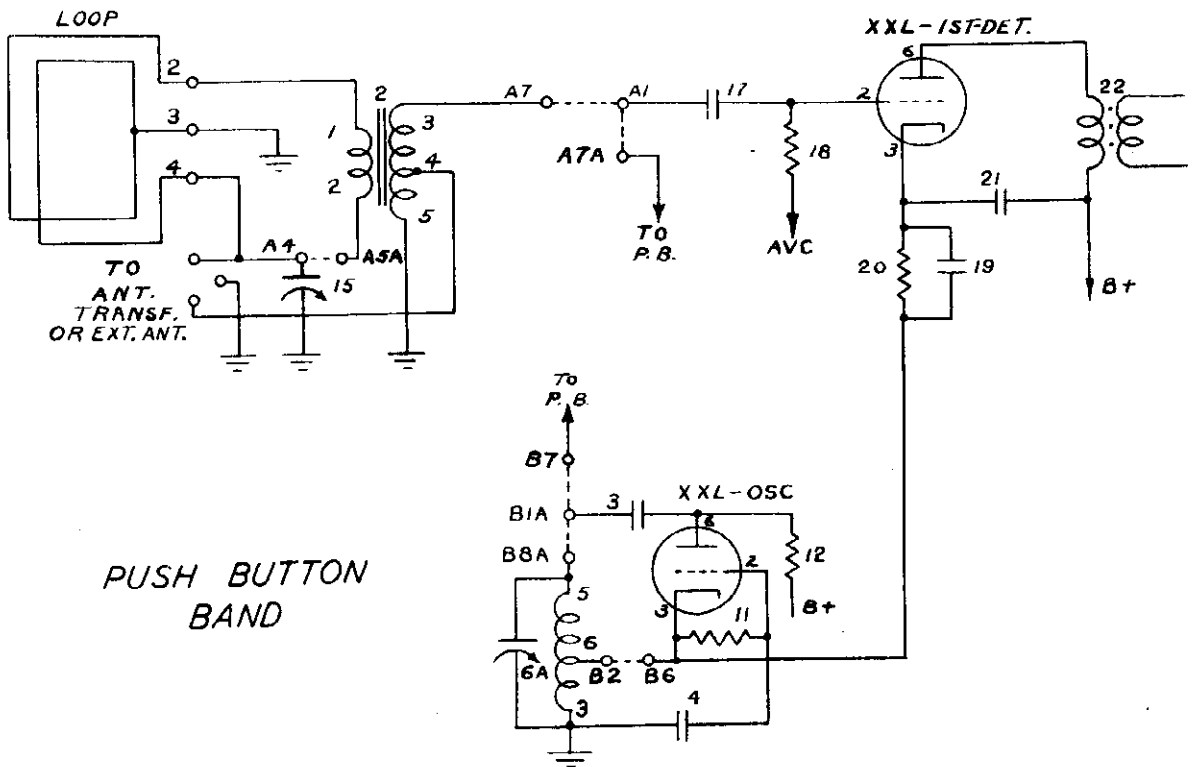 LOOP
2
3
4
TO
ANT.
TRANSF.
OR EXT. ANT.
A4
15
A5A
1
2
2
3
4
5
A7
A1
A7A
TO
P.B.
17
18
AVC
XXL-1ST-DET.
6
2
3
21
20
19
22
B+
TO
P.B.
B7
B1A
B8A
3
XXL-OSC
6
2
3
12
B+
11
5
6
3
6A
B2
B6
4
PUSH BUTTON
BAND